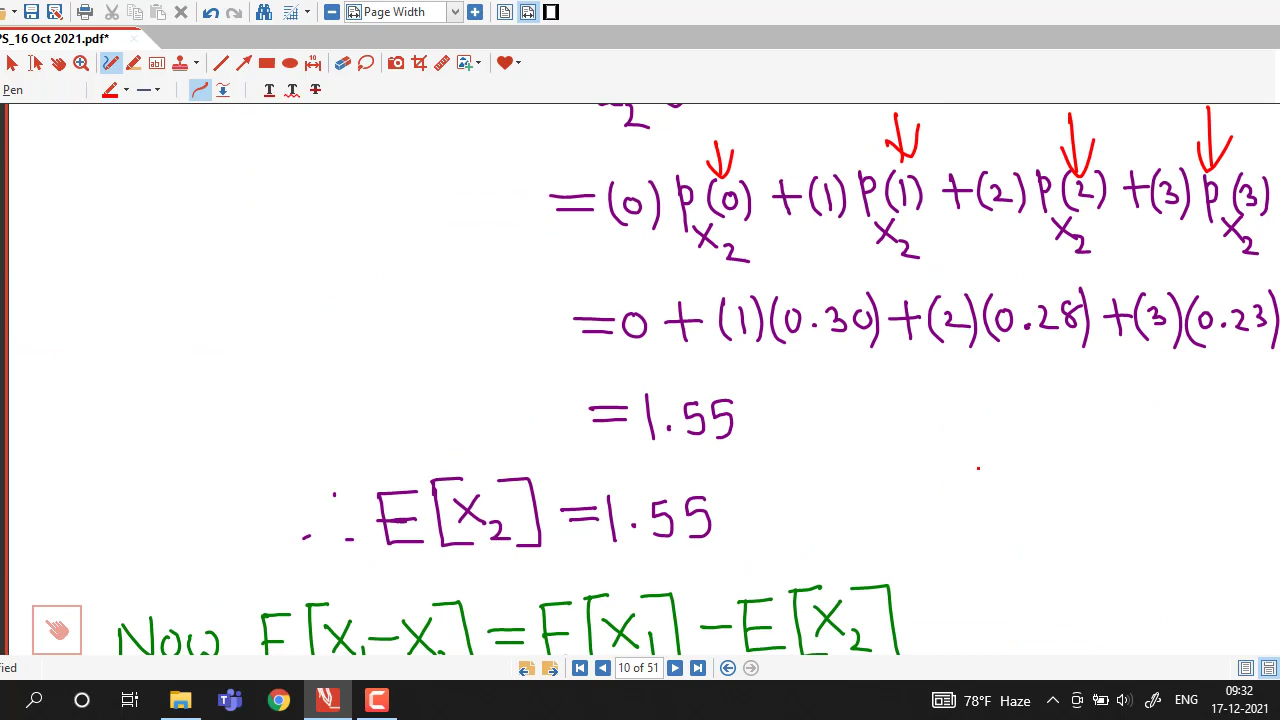 Page Width
PS_16 Oct 2021.pdf*
Pen
= (0) P (0) + (1) P (1) + (2) P (2) + (3) P (3)
X2 X2 X2 X2
= 0 + (1)(0.30) + (2)(0.28) + (3)(0.23)
= 1.55
∴ E[X2] = 1.55
Now E[X1 - X2] = E[X1] - E[X2]
10 of 51
78°F Haze
ENG
09:32
17-12-2021